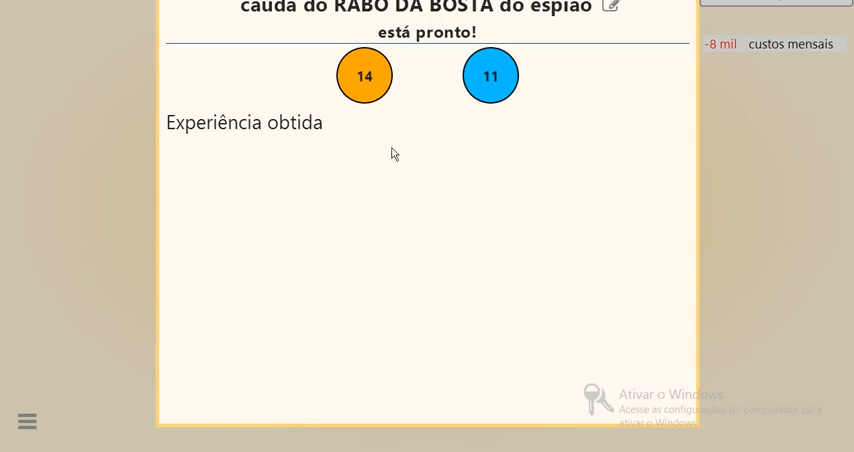 cauda do RABO DA BOSTA do espião
está pronto!
-8 mil custos mensais
14
11
Experiência obtida
Ativar o Windows
Acesse as configurações do computador para
ativar o Windows.